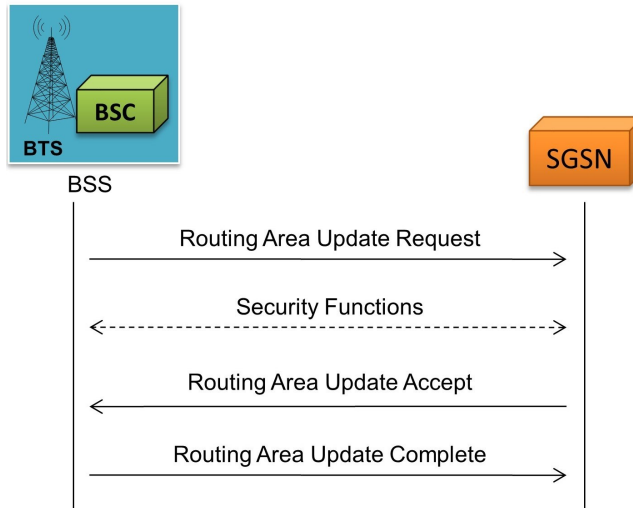 BSC
BTS
SGSN
BSS
Routing Area Update Request
Security Functions
Routing Area Update Accept
Routing Area Update Complete